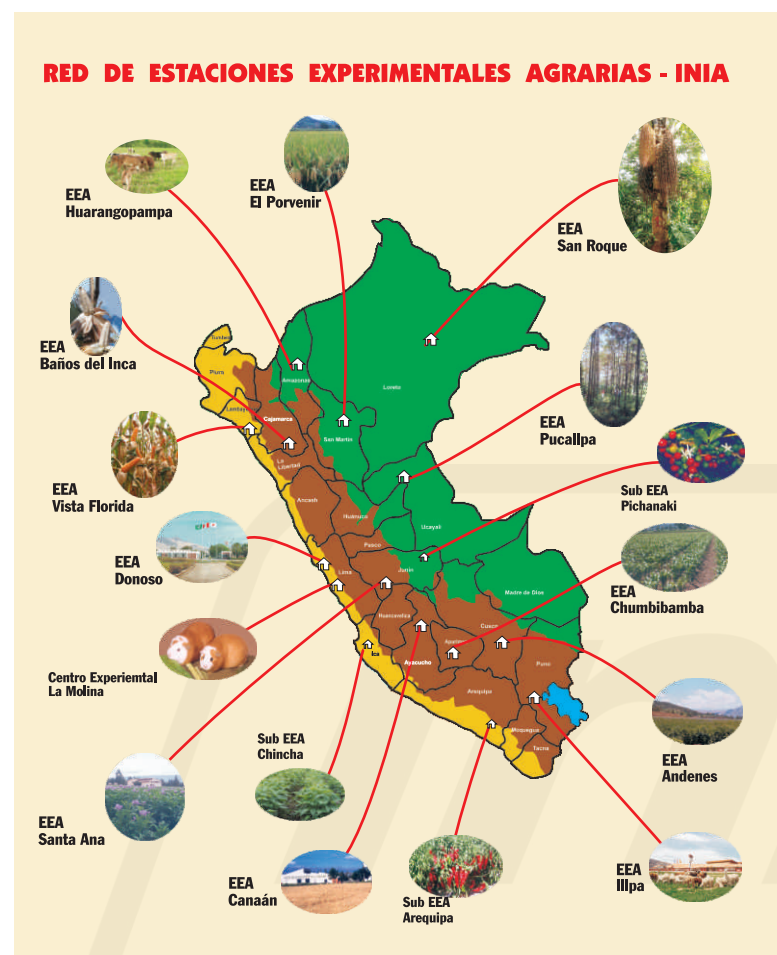 RED DE ESTACIONES EXPERIMENTALES AGRARIAS - INIA
EEA
Huarangopampa
EEA
El Porvenir
EEA
San Roque
EEA
Baños del Inca
EEA
Pucallpa
EEA
Vista Florida
Sub EEA
Pichanaki
EEA
Donoso
EEA
Chumbibamba
Centro Experiemtal
La Molina
Sub EEA
Chincha
EEA
Andenes
EEA
Santa Ana
EEA
Canaán
Sub EEA
Arequipa
EEA
Illpa
Piura
Amazonas
Loreto
Cajamarca
San Martín
La
Libertad
Ancash
Huánuco
Ucayali
Pasco
Lima
Junín
Madre de Dios
Huancavelica
Cusco
Ica
Ayacucho
Puno
Arequipa
Moquegua
Tacna